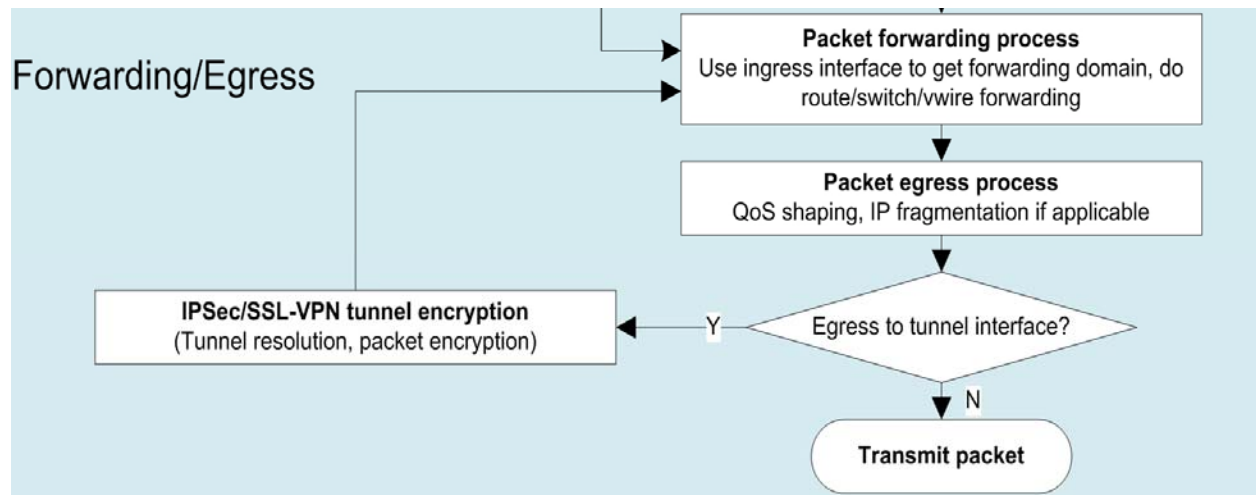 Forwarding/Egress
Packet forwarding process
Use ingress interface to get forwarding domain, do
route/switch/vwire forwarding
Packet egress process
QoS shaping, IP fragmentation if applicable
IPSec/SSL-VPN tunnel encryption
(Tunnel resolution, packet encryption)
Y
Egress to tunnel interface?
N
Transmit packet